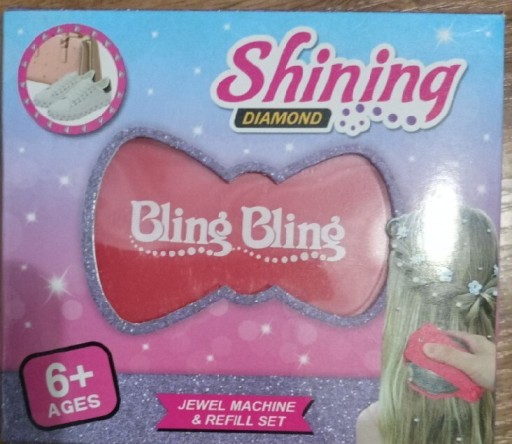 Shining
DIAMOND
Bling Bling
6+
AGES
JEWEL MACHINE
& REFILL SET